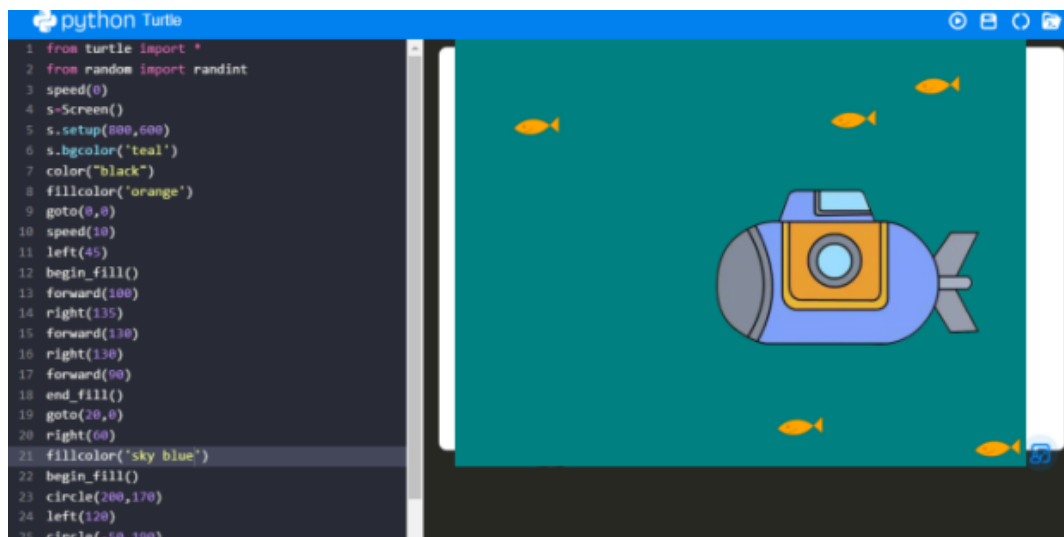 python Turtle
1 from turtle import *
2 from random import randint
3 speed(0)
4 s=Screen()
5 s.setup(800,600)
6 s.bgcolor('teal')
7 color("black")
8 fillcolor('orange')
9 goto(0,0)
10 speed(10)
11 left(45)
12 begin_fill()
13 forward(100)
14 right(135)
15 forward(130)
16 right(130)
17 forward(90)
18 end_fill()
19 goto(20,0)
20 right(60)
21 fillcolor('sky blue')
22 begin_fill()
23 circle(200,170)
24 left(120)